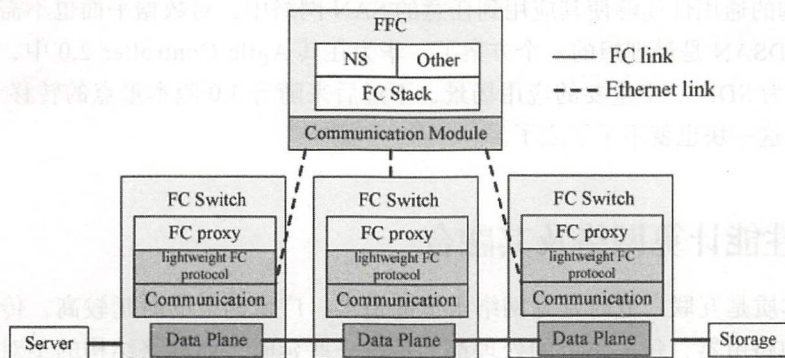 FFC
NS Other
FC Stack
Communication Module
FC link
Ethernet link
FC Switch
FC proxy
lightweight FC
protocol
Communication
Data Plane
FC Switch
FC proxy
lightweight FC
protocol
Communication
Data Plane
FC Switch
FC proxy
lightweight FC
protocol
Communication
Data Plane
Server
Storage